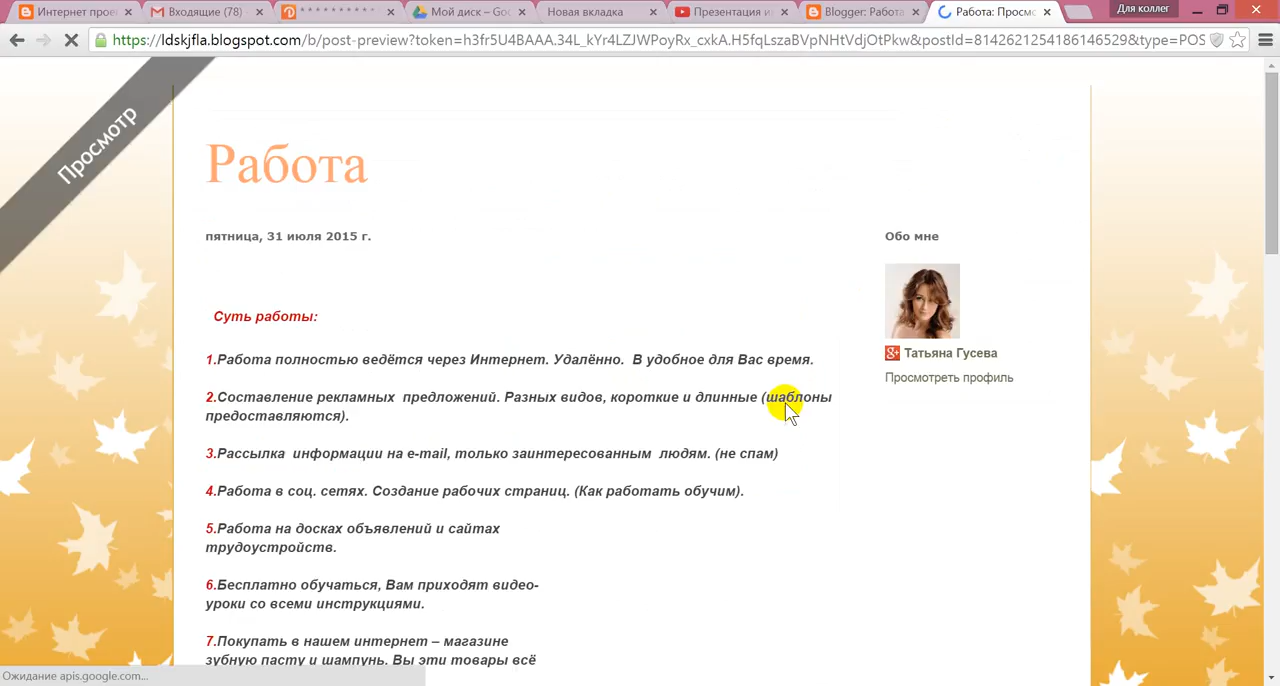 Интернет прое
Входящие (78)
* * * * * * * * * *
Мой диск – Goo
Новая вкладка
Презентация и
Blogger: Работа
Работа: Просмо
Для коллег
https://ldskjfla.blogspot.com/b/post-preview?token=h3fr5U4BAAA.34L_kYr4LZJWPoyRx_cxkA.H5fqLszaBVpNHtVdjOtPkw&postId=8142621254186146529&type=POS
Просмотр
Работа
пятница, 31 июля 2015 г.
Обо мне
Суть работы:
Татьяна Гусева
Просмотреть профиль
1.Работа полностью ведётся через Интернет. Удалённо. В удобное для Вас время.
2.Составление рекламных предложений. Разных видов, короткие и длинные (шаблоны
предоставляются).
3.Рассылка информации на e-mail, только заинтересованным людям. (не спам)
4.Работа в соц. сетях. Создание рабочих страниц. (Как работать обучим).
5.Работа на досках объявлений и сайтах
трудоустройств.
6.Бесплатно обучаться, Вам приходят видео-
уроки со всеми инструкциями.
7.Покупать в нашем интернет – магазине
зубную пасту и шампунь. Вы эти товары всё
Ожидание apis.google.com...